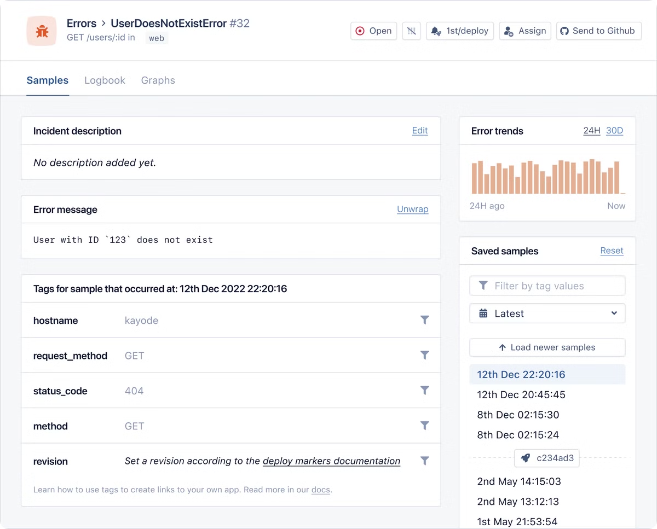 Errors > UserDoesNotExistError #32
GET /users/:id in web
Open
1st/deploy
Assign
Send to Github
Samples
Logbook
Graphs
Incident description
Edit
No description added yet.
Error message
Unwrap
User with ID `123` does not exist
Tags for sample that occurred at: 12th Dec 2022 22:20:16
hostname kayode
request_method GET
status_code 404
method GET
revision Set a revision according to the deploy markers documentation
Learn how to use tags to create links to your own app. Read more in our docs.
Error trends
24H 30D
24H ago Now
Saved samples
Reset
Filter by tag values
Latest
Load newer samples
12th Dec 22:20:16
12th Dec 20:45:45
8th Dec 02:15:30
8th Dec 02:15:24
c234ad3
2nd May 14:15:03
2nd May 13:12:13
1st May 21:53:54